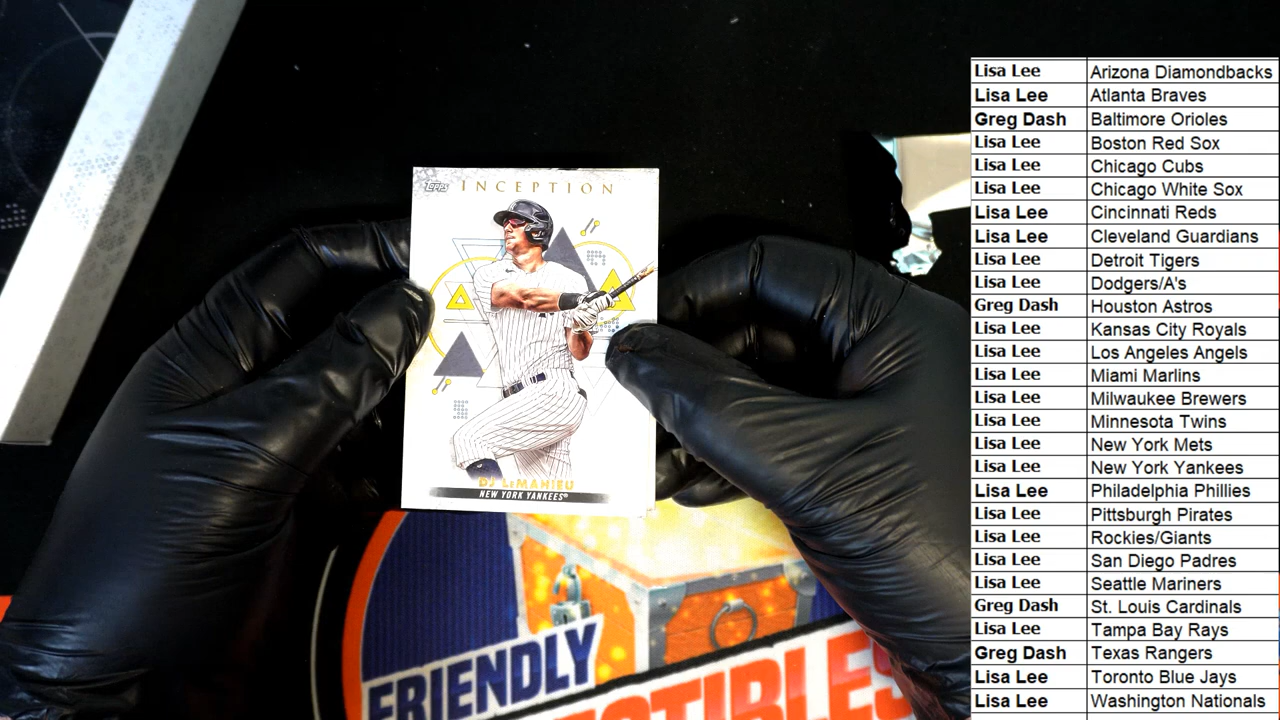 TOPPS INCEPTION
DJ LeMAHIEU
NEW YORK YANKEES®
FRIENDLY
Lisa Lee Arizona Diamondbacks
Lisa Lee Atlanta Braves
Greg Dash Baltimore Orioles
Lisa Lee Boston Red Sox
Lisa Lee Chicago Cubs
Lisa Lee Chicago White Sox
Lisa Lee Cincinnati Reds
Lisa Lee Cleveland Guardians
Lisa Lee Detroit Tigers
Lisa Lee Dodgers/A's
Greg Dash Houston Astros
Lisa Lee Kansas City Royals
Lisa Lee Los Angeles Angels
Lisa Lee Miami Marlins
Lisa Lee Milwaukee Brewers
Lisa Lee Minnesota Twins
Lisa Lee New York Mets
Lisa Lee New York Yankees
Lisa Lee Philadelphia Phillies
Lisa Lee Pittsburgh Pirates
Lisa Lee Rockies/Giants
Lisa Lee San Diego Padres
Lisa Lee Seattle Mariners
Greg Dash St. Louis Cardinals
Lisa Lee Tampa Bay Rays
Greg Dash Texas Rangers
Lisa Lee Toronto Blue Jays
Lisa Lee Washington Nationals